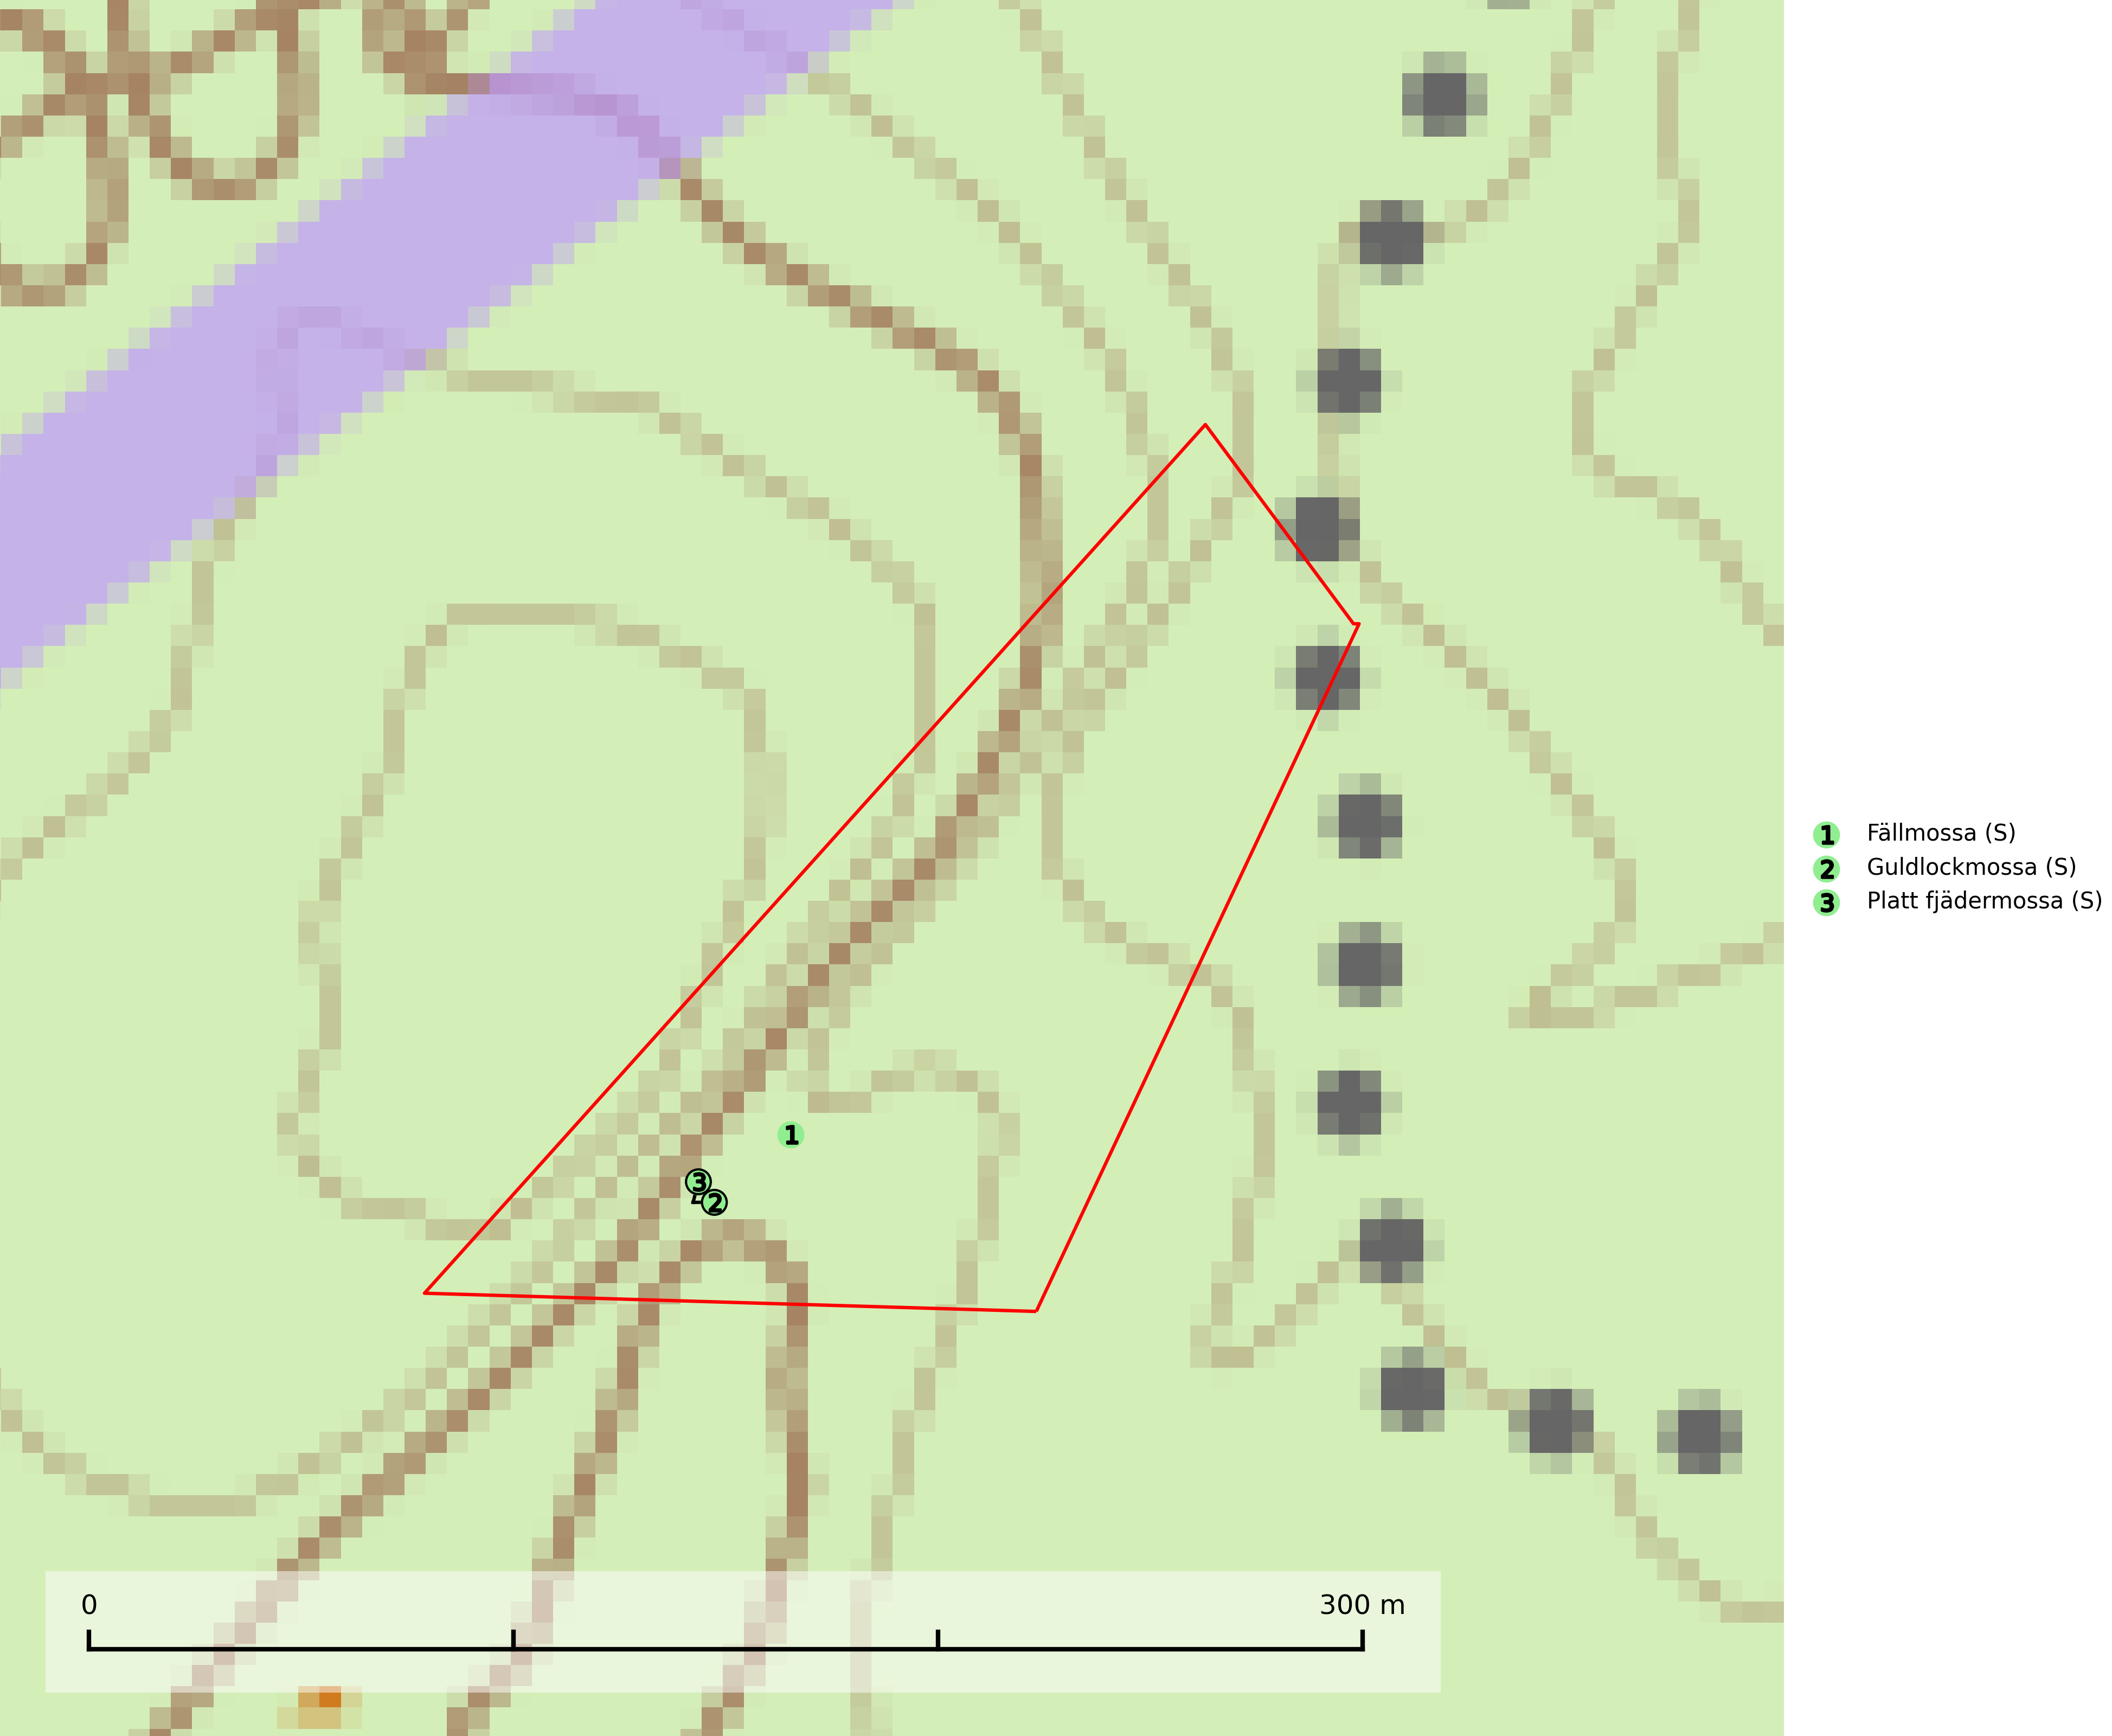 1 Fällmossa (S)
2 Guldlockmossa (S)
3 Platt fjädermossa (S)
1
3
2
0 300 m